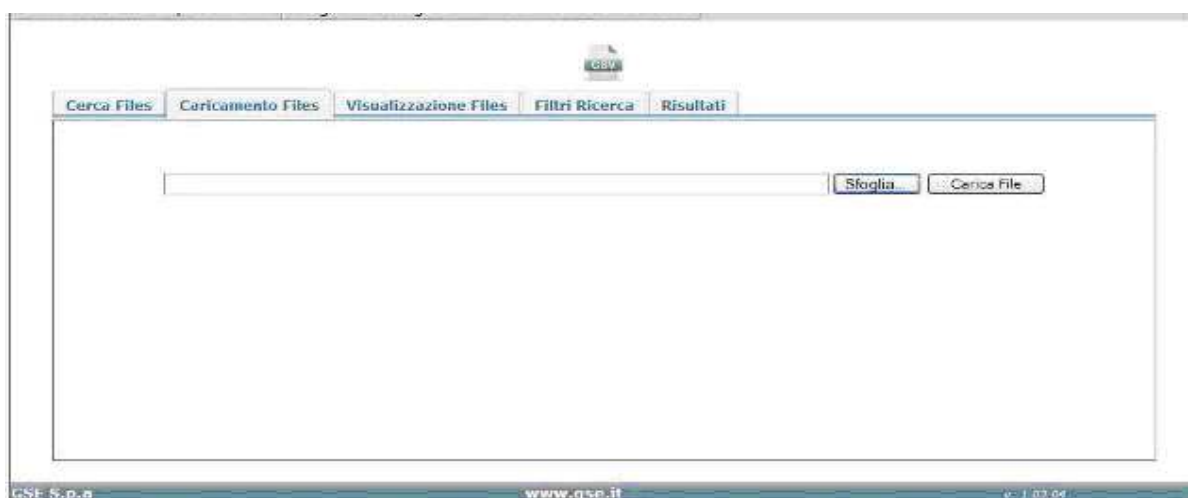 CSV
Cerca Files Caricamento Files Visualizzazione Files Filtri Ricerca Risultati
Sfoglia... Carica File
GSE S.p.a www.gse.it